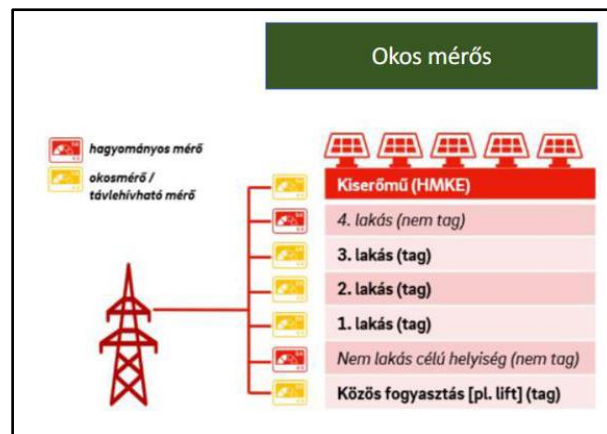 Okos mérős
hagyományos mérő
okosmérő /
távlehívható mérő
Kiserőmű (HMKE)
4. lakás (nem tag)
3. lakás (tag)
2. lakás (tag)
1. lakás (tag)
Nem lakás célú helyiség (nem tag)
Közös fogyasztás [pl. lift] (tag)